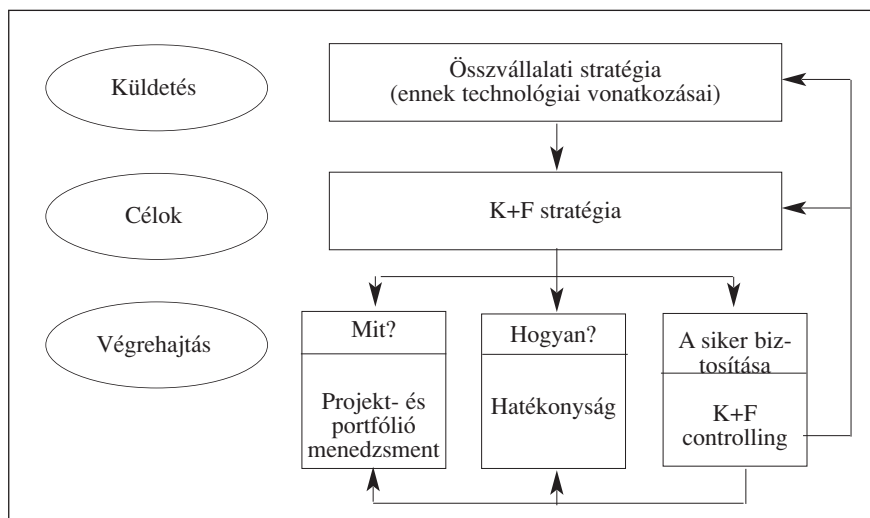 Küldetés
Összvállalati stratégia
(ennek technológiai vonatkozásai)
Célok
K+F stratégia
Végrehajtás
Mit?
Projekt- és
portfólió
menedzsment
Hogyan?
Hatékonyság
A siker biz-
tosítása
K+F
controlling